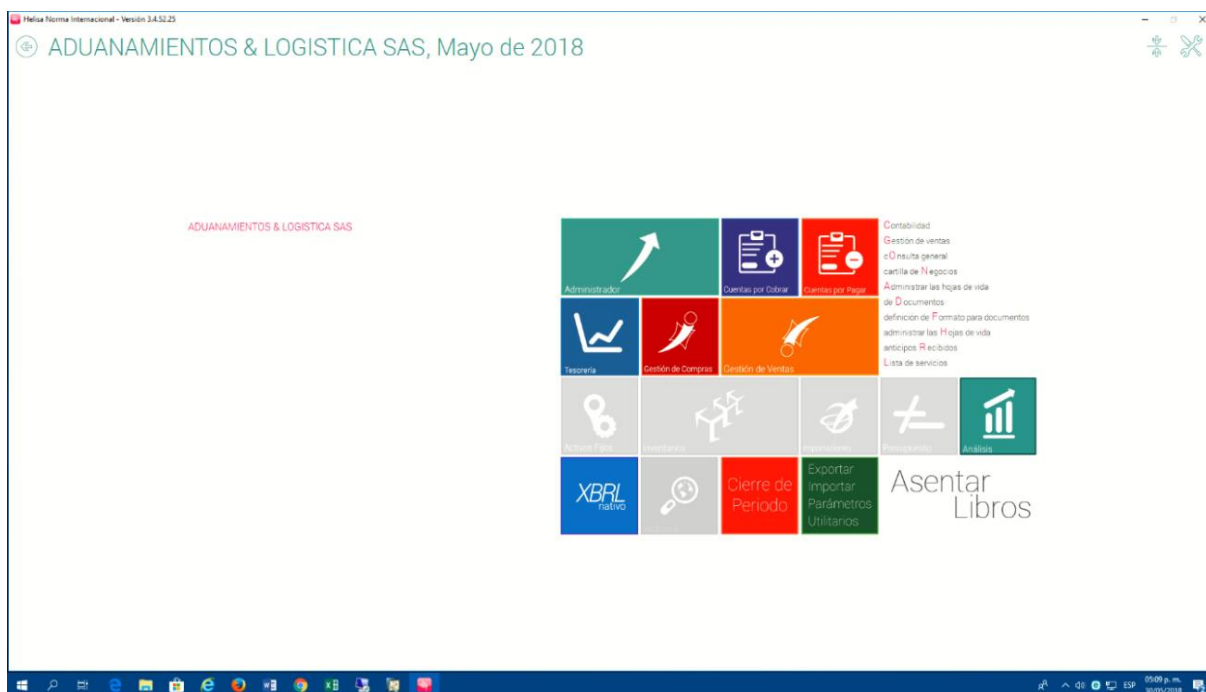 Helisa Norma Internacional - Versión 3.4.52.25
ADUANAMIENTOS & LOGISTICA SAS, Mayo de 2018
ADUANAMIENTOS & LOGISTICA SAS
Administrador
Cuentas por Cobrar
Cuentas por Pagar
Contabilidad
Gestión de ventas
cOnsulta general
cartilla de Negocios
Administrar las hojas de vida
de Documentos
definición de Formato para documentos
administrar las Hojas de vida
anticipos Recibidos
Lista de servicios
Tesorería
Gestión de Compras
Gestión de Ventas
Activos Fijos
Inventarios
Importaciones
Presupuesto
Análisis
XBRL
nativo
Cierre de
Periodo
Exportar
Importar
Parámetros
Utilitarios
Asentar
Libros
ESP
05:09 p. m.
30/05/2018